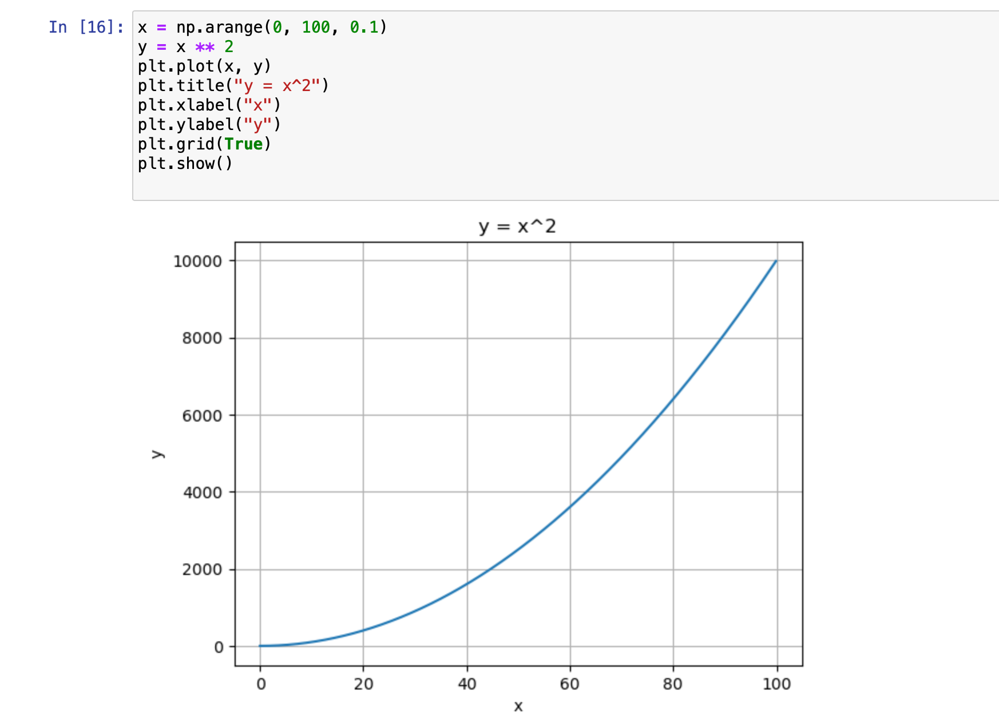 In [16]:
x = np.arange(0, 100, 0.1)
y = x ** 2
plt.plot(x, y)
plt.title("y = x^2")
plt.xlabel("x")
plt.ylabel("y")
plt.grid(True)
plt.show()
y = x^2
10000
8000
6000
4000
2000
0
y
0 20 40 60 80 100
x